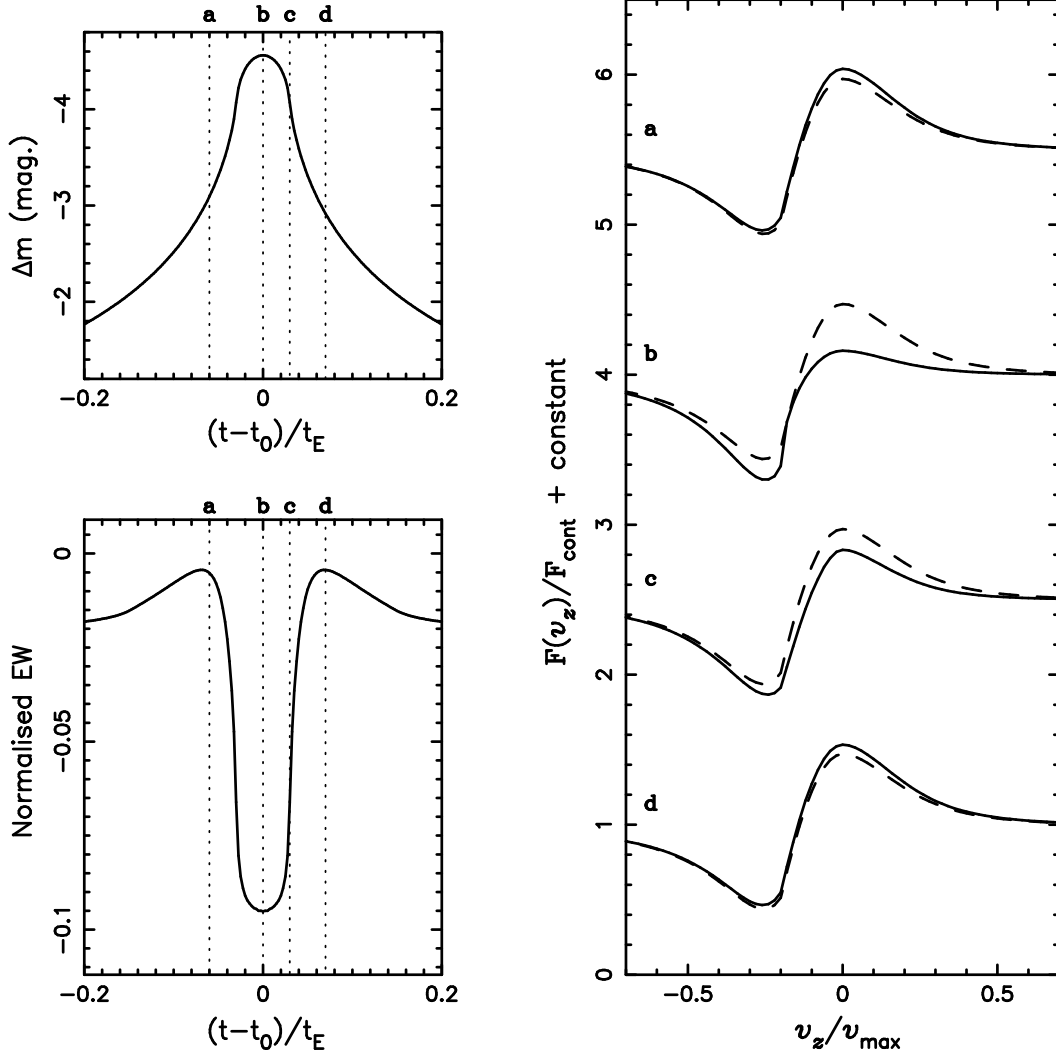 a b c d
Δm (mag.)
-4
-3
-2
-0.2 0 0.2
(t-t0)/tE
a b c d
Normalised EW
0
-0.05
-0.1
-0.2 0 0.2
(t-t0)/tE
F(vz)/Fcont + constant
6
5
4
3
2
1
0
a
b
c
d
-0.5 0 0.5
vz/vmax